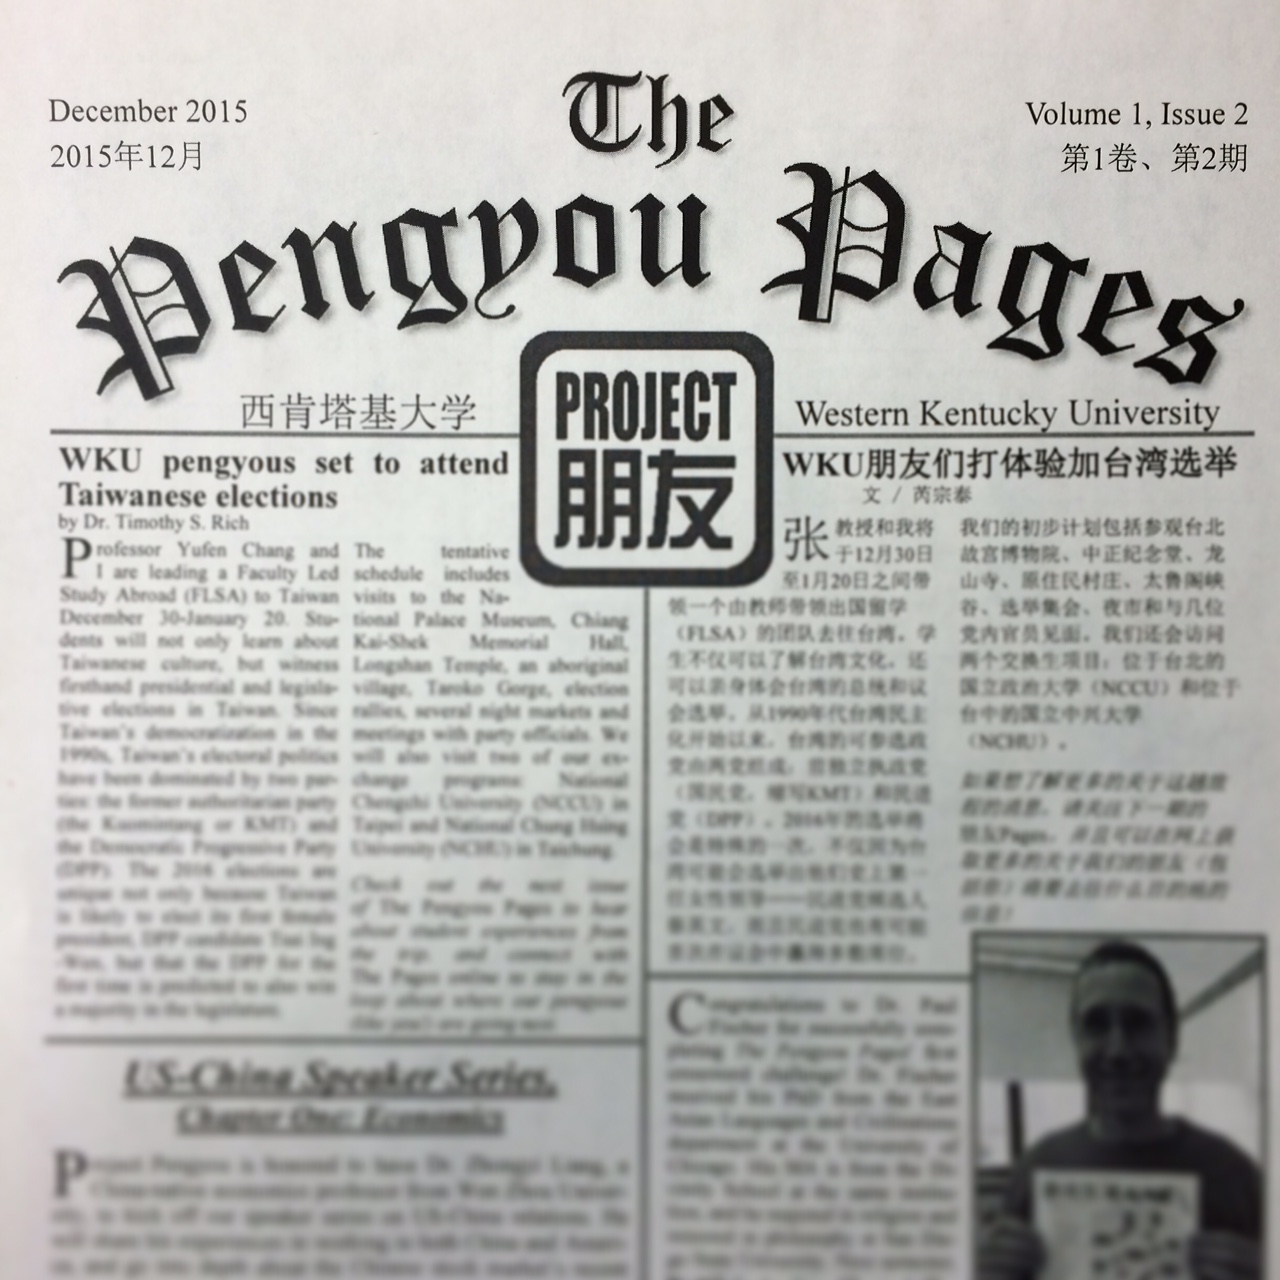 December 2015
2015年12月
The
Pengyou Pages
Volume 1, Issue 2
第1卷、第2期
西肯塔基大学
PROJECT
朋友
Western Kentucky University
WKU pengyous set to attend
Taiwanese elections
by Dr. Timothy S. Rich
Professor Yufen Chang and
I are leading a Faculty Led
Study Abroad (FLSA) to Taiwan
December 30-January 20. Stu-
dents will not only learn about
Taiwanese culture, but witness
firsthand presidential and legisla-
tive elections in Taiwan. Since
Taiwan's democratization in the
1990s, Taiwan's electoral politics
have been dominated by two par-
ties: the former authoritarian party
(the Kuomintang or KMT) and
the Democratic Progressive Party
(DPP). The 2016 elections are
unique not only because Taiwan
is likely to elect its first female
president, DPP candidate Tsai Ing
-Wen, but that the DPP for the
first time is predicted to also win
a majority in the legislature.
The tentative
schedule includes
visits to the Na-
tional Palace Museum, Chiang
Kai-Shek Memorial Hall,
Longshan Temple, an aboriginal
village, Taroko Gorge, election
rallies, several night markets and
meetings with party officials. We
will also visit two of our ex-
change programs: National
Chengchi University (NCCU) in
Taipei and National Chung Hsing
University (NCHU) in Taichung.
Check out the next issue
of The Pengyou Pages to hear
about student experiences from
the trip, and connect with
The Pages online to stay in the
loop about where our pengyous
(like you!) are going next
WKU朋友们打体验加台湾选举
文 / 芮宗泰
张教授和我将
于12月30日
至1月20日之间带
领一个由教师带领出国留学
（FLSA）的团队去往台湾。学
生不仅可以了解台湾文化，还
可以亲身体会台湾的总统和议
会选举。从1990年代台湾民主
化开始以来，台湾的可参选政
党由两党组成：前独立执政党
（国民党，缩写KMT）和民进
党（DPP）。2016年的选举将
会是特殊的一次，不仅因为台
湾可能会选举出他们史上第一
任女性领导——民进党候选人
蔡英文，而且民进党也有可能
首次在议会中赢得多数席位。
我们的初步计划包括参观台北
故宫博物院、中正纪念堂、龙
山寺、原住民村庄、太鲁阁峡
谷、选举集会、夜市和与几位
党内官员见面。我们还会访问
两个交换生项目：位于台北的
国立政治大学（NCCU）和位于
台中的国立中兴大学
（NCHU）。
如果想了解更多的关于这趟旅
程的消息，请关注下一期的
朋友Pages，并且可以在网上获
取更多的关于我们的朋友（包
括你）将要去往什么目的地的
信息！
US-China Speaker Series,
Chapter One: Economics
Project Pengyou is honored to have Dr. Zhongyi Liang, a
China-native economics professor from Wen Zhou Univer-
sity, to kick off our speaker series on US-China relations. He
will share his experiences in working in both China and Ameri-
ca, and go into depth about the Chinese stock market's recent
Congratulations to Dr. Paul
Fischer for successfully com-
pleting The Pengyou Pages' first
crossword challenge! Dr. Fischer
received his PhD from the East
Asian Languages and Civilizations
department at the University of
Chicago. His MA is from the Di-
vinity School at the same institu-
tion, and he majored in religion and